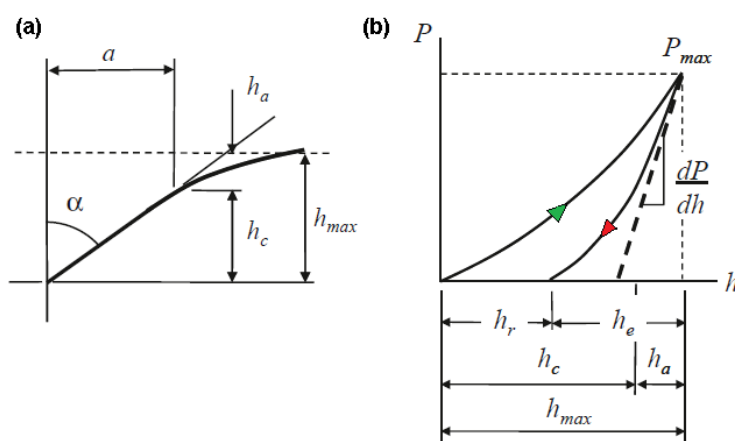 (a)
a
h_a
α
h_c
h_max
(b)
P
P_max
dP
dh
h
h_r
h_e
h_c
h_a
h_max